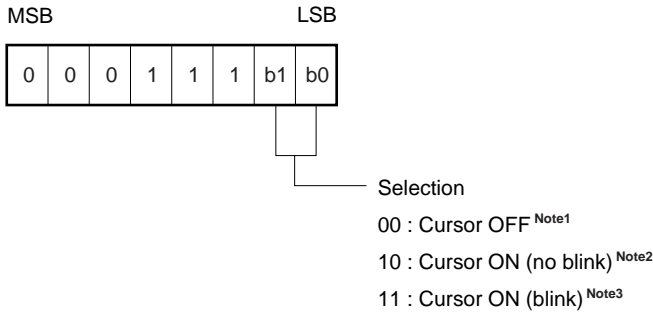 MSB LSB
0 0 0 1 1 1 b1 b0
Selection
00 : Cursor OFF Note1
10 : Cursor ON (no blink) Note2
11 : Cursor ON (blink) Note3